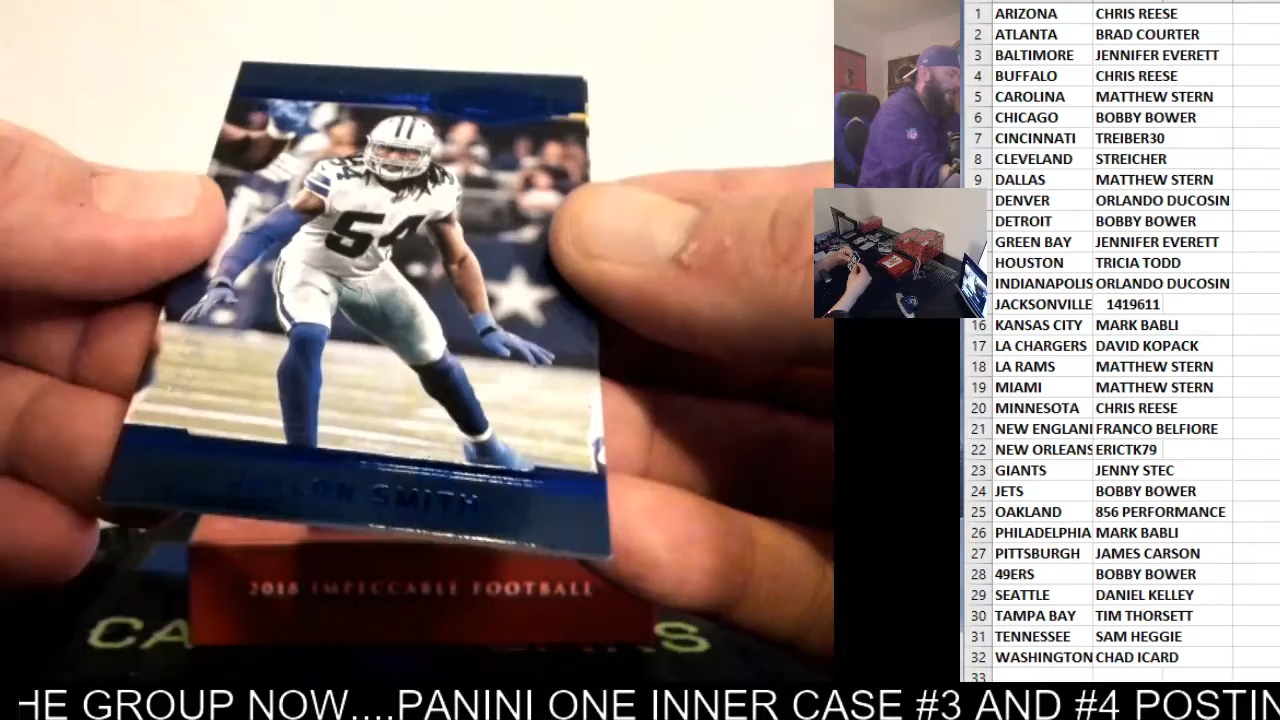 54
LON SMITH
2018 IMPECCABLE FOOTBALL
1 ARIZONA CHRIS REESE
2 ATLANTA BRAD COURTER
3 BALTIMORE JENNIFER EVERETT
4 BUFFALO CHRIS REESE
5 CAROLINA MATTHEW STERN
6 CHICAGO BOBBY BOWER
7 CINCINNATI TREIBER30
8 CLEVELAND STREICHER
9 DALLAS MATTHEW STERN
DENVER ORLANDO DUCOSIN
DETROIT BOBBY BOWER
GREEN BAY JENNIFER EVERETT
HOUSTON TRICIA TODD
INDIANAPOLIS ORLANDO DUCOSIN
JACKSONVILLE 1419611
16 KANSAS CITY MARK BABLI
17 LA CHARGERS DAVID KOPACK
18 LA RAMS MATTHEW STERN
19 MIAMI MATTHEW STERN
20 MINNESOTA CHRIS REESE
21 NEW ENGLANI FRANCO BELFIORE
22 NEW ORLEANS ERICTK79
23 GIANTS JENNY STEC
24 JETS BOBBY BOWER
25 OAKLAND 856 PERFORMANCE
26 PHILADELPHIA MARK BABLI
27 PITTSBURGH JAMES CARSON
28 49ERS BOBBY BOWER
29 SEATTLE DANIEL KELLEY
30 TAMPA BAY TIM THORSETT
31 TENNESSEE SAM HEGGIE
32 WASHINGTON CHAD ICARD
33
HE GROUP NOW....PANINI ONE INNER CASE #3 AND #4 POSTIN